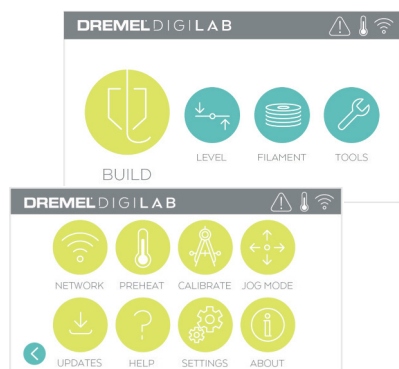 DREMEL DIGILAB
LEVEL FILAMENT TOOLS
BUILD
DREMEL DIGILAB
NETWORK PREHEAT CALIBRATE JOG MODE
UPDATES HELP SETTINGS ABOUT